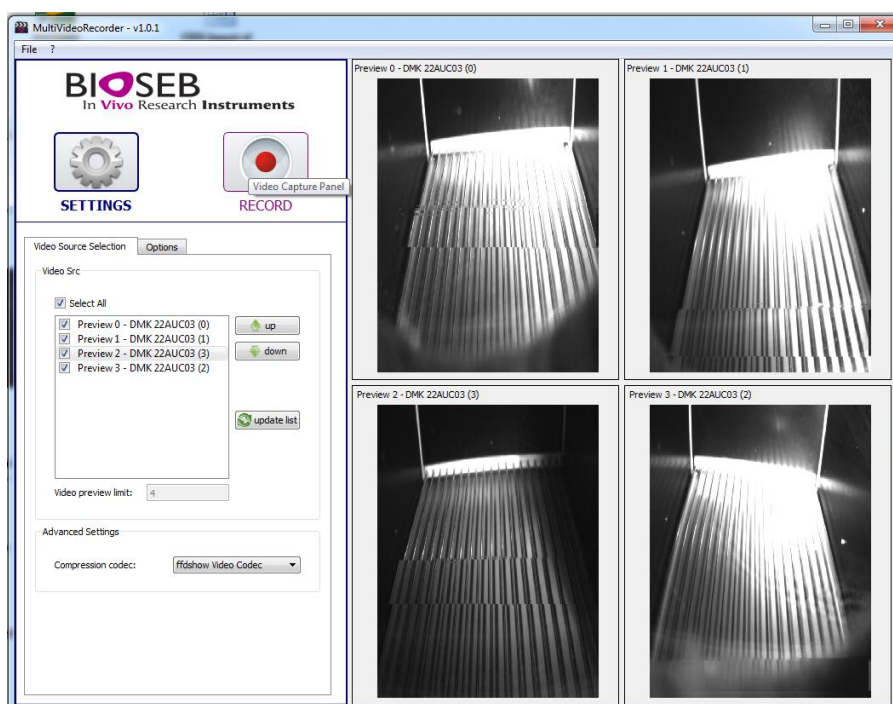 MultiVideoRecorder - v1.0.1
File ?
BIOSEB
In Vivo Research Instruments
SETTINGS
RECORD
Video Capture Panel
Video Source Selection
Options
Video Src
Select All
Preview 0 - DMK 22AUC03 (0)
Preview 1 - DMK 22AUC03 (1)
Preview 2 - DMK 22AUC03 (3)
Preview 3 - DMK 22AUC03 (2)
up
down
update list
Video preview limit: 4
Advanced Settings
Compression codec: ffdshow Video Codec
Preview 0 - DMK 22AUC03 (0)
Preview 1 - DMK 22AUC03 (1)
Preview 2 - DMK 22AUC03 (3)
Preview 3 - DMK 22AUC03 (2)